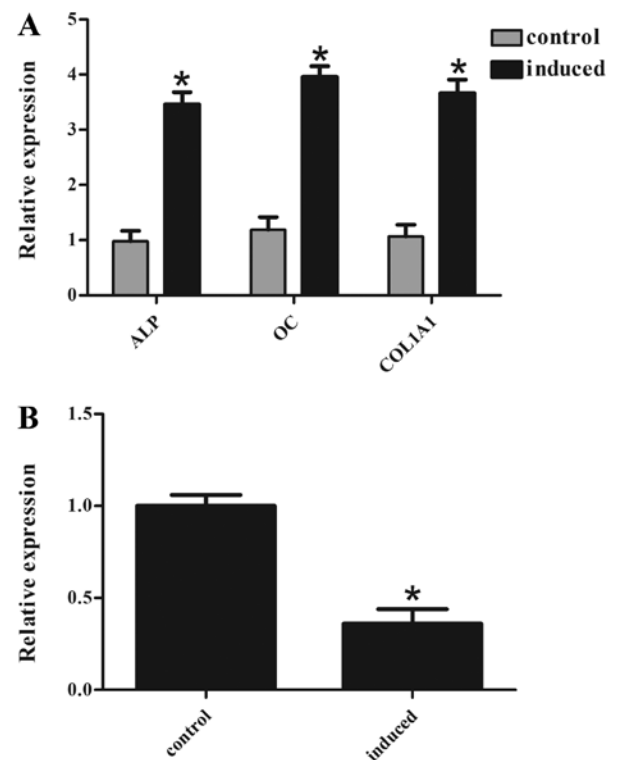 A
5
4
3
2
1
0
Relative expression
* * *
control
induced
ALP
OC
COL1A1
B
1.5
1.0
0.5
0.0
Relative expression
*
control
induced